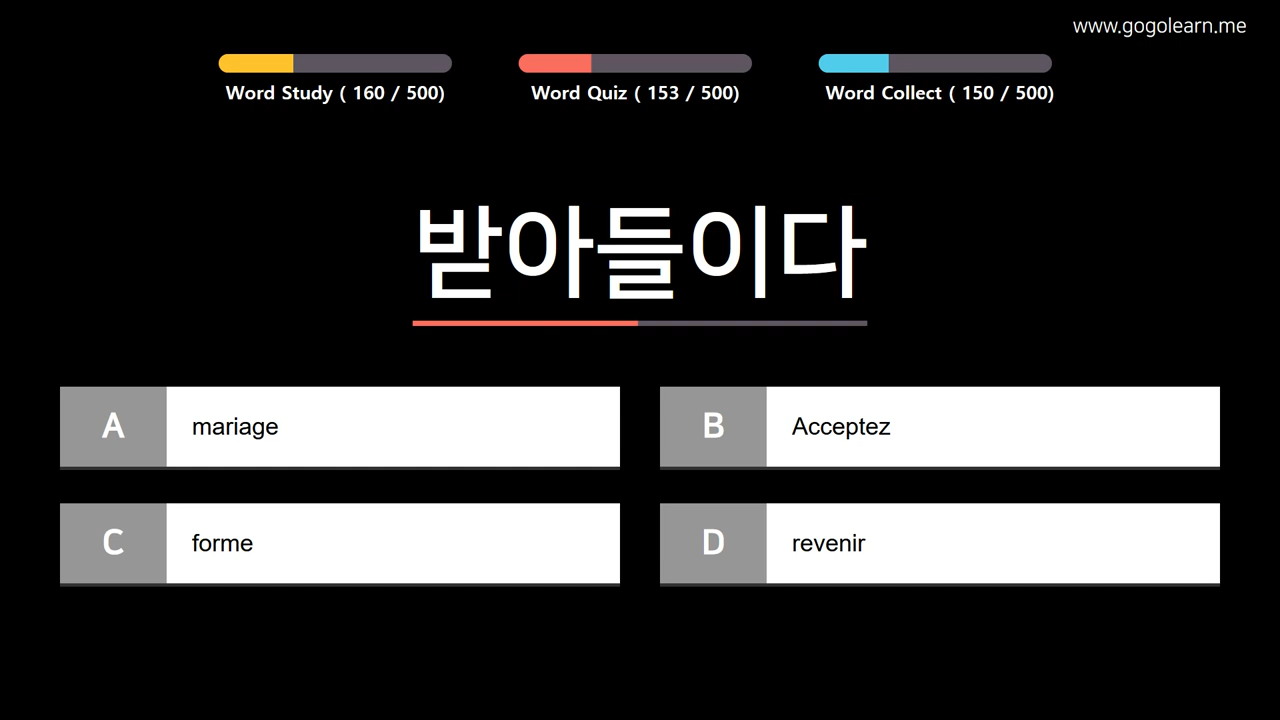 www.gogolearn.me
Word Study ( 160 / 500)
Word Quiz ( 153 / 500)
Word Collect ( 150 / 500)
받아들이다
A mariage
B Acceptez
C forme
D revenir